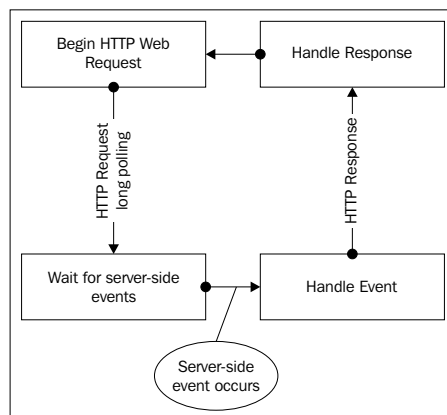 Begin HTTP Web
Request
Handle Response
HTTP Request
long polling
HTTP Response
Wait for server-side
events
Handle Event
Server-side
event occurs